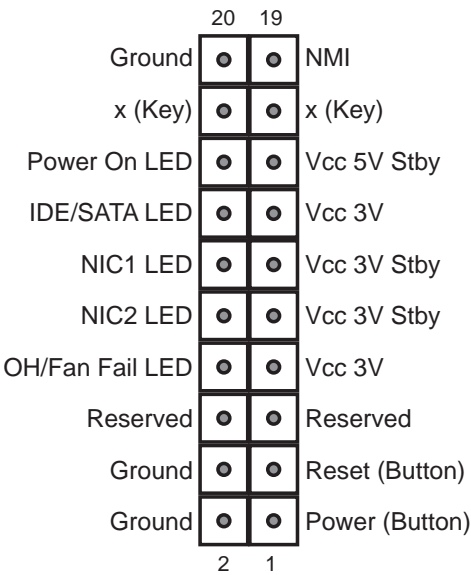 20 19
Ground NMI
x (Key) x (Key)
Power On LED Vcc 5V Stby
IDE/SATA LED Vcc 3V
NIC1 LED Vcc 3V Stby
NIC2 LED Vcc 3V Stby
OH/Fan Fail LED Vcc 3V
Reserved Reserved
Ground Reset (Button)
Ground Power (Button)
2 1